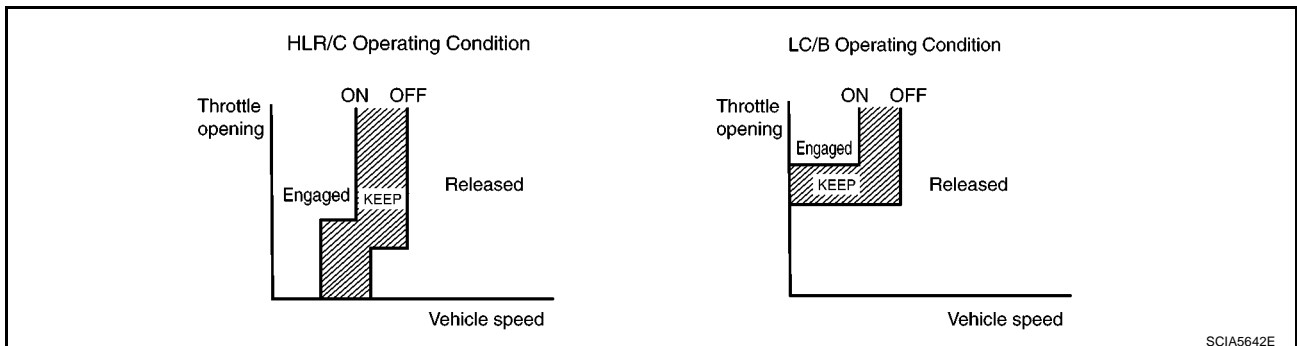 HLR/C Operating Condition
ON OFF
Throttle
opening
Engaged
KEEP
Released
Vehicle speed
LC/B Operating Condition
ON OFF
Throttle
opening
Engaged
KEEP
Released
Vehicle speed
SCIA5642E